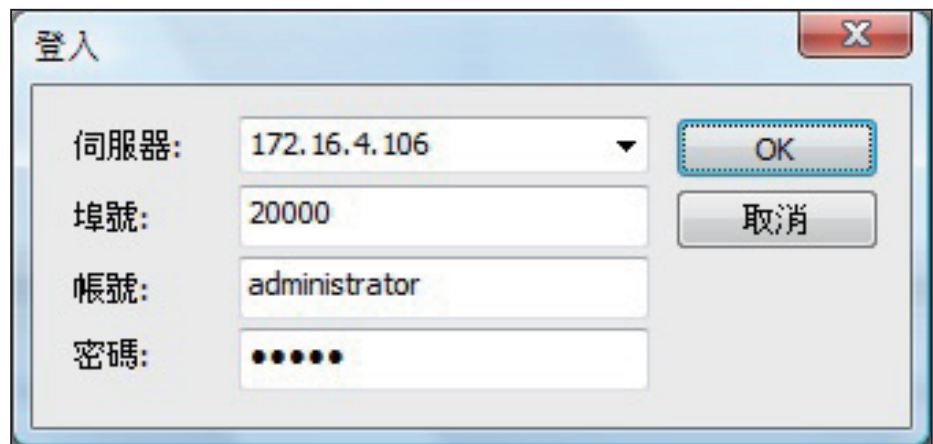 登入
伺服器: 172.16.4.106 OK
埠號: 20000 取消
帳號: administrator
密碼: •••••